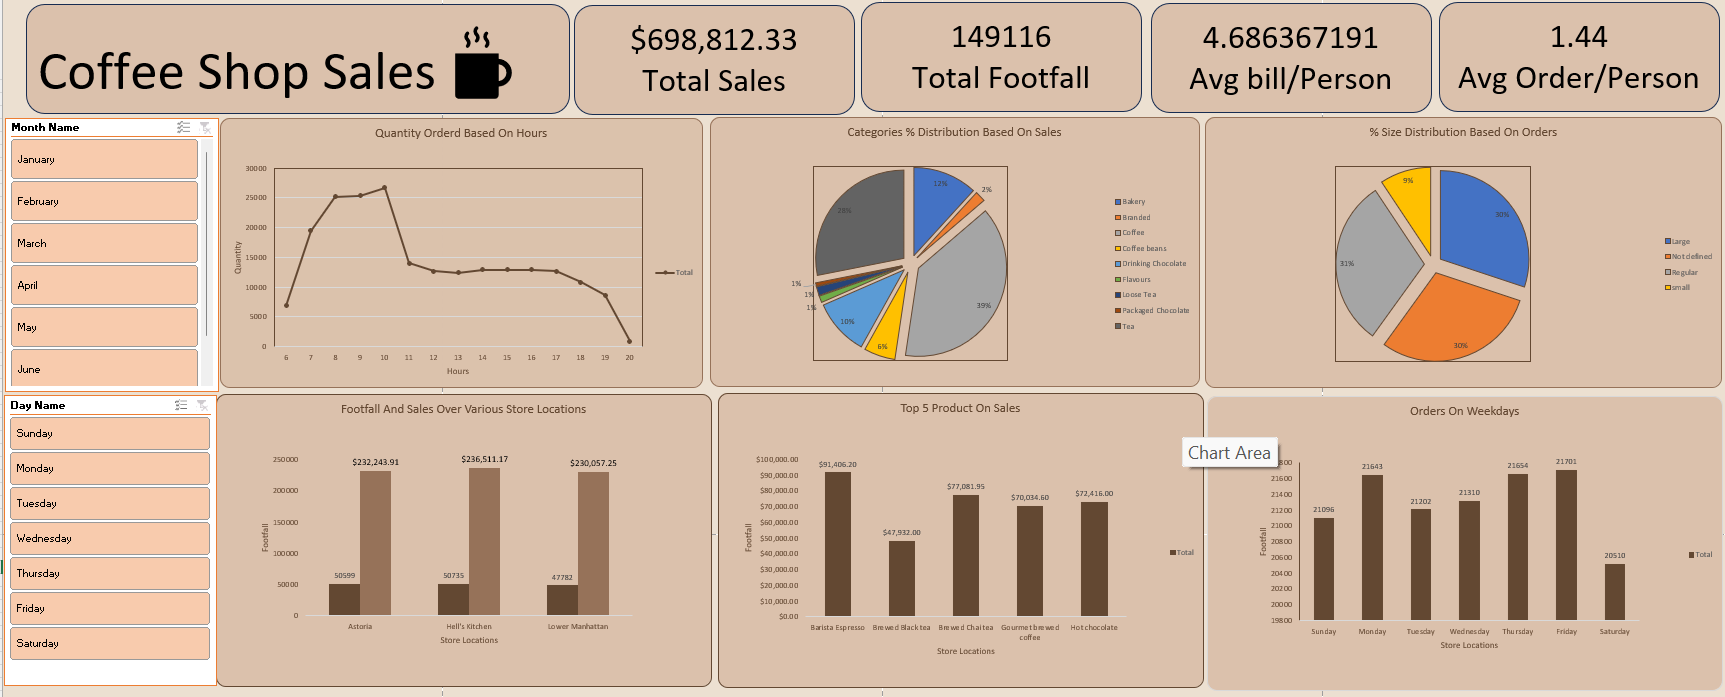 Coffee Shop Sales
$698,812.33
Total Sales
149116
Total Footfall
4.686367191
Avg bill/Person
1.44
Avg Order/Person
Month Name
January
February
March
April
May
June
Quantity Orderd Based On Hours
30000
25000
20000
15000
10000
5000
0
Quantity
6 7 8 9 10 11 12 13 14 15 16 17 18 19 20
Hours
Total
Categories % Distribution Based On Sales
12%
2%
39%
6%
10%
1%
1%
1%
28%
Bakery
Branded
Coffee
Coffee beans
Drinking Chocolate
Flavours
Loose Tea
Packaged Chocolate
Tea
% Size Distribution Based On Orders
30%
30%
31%
9%
Large
Not defined
Regular
small
Day Name
Sunday
Monday
Tuesday
Wednesday
Thursday
Friday
Saturday
Footfall And Sales Over Various Store Locations
250000
200000
150000
100000
50000
0
Footfall
$232,243.91
$236,511.17
$230,057.25
50599
50735
47782
Astoria
Hell's Kitchen
Lower Manhattan
Store Locations
Top 5 Product On Sales
$100,000.00
$90,000.00
$80,000.00
$70,000.00
$60,000.00
$50,000.00
$40,000.00
$30,000.00
$20,000.00
$10,000.00
$0.00
Footfall
$91,406.20
$47,932.00
$77,081.95
$70,034.60
$72,416.00
Barista Espresso
Brewed Black tea
Brewed Chai tea
Gourmet brewed
coffee
Hot chocolate
Store Locations
Total
Orders On Weekdays
Chart Area
800
21600
21400
21200
21000
20800
20600
20400
20200
20000
19800
Footfall
21096
21643
21202
21310
21654
21701
20510
Sunday
Monday
Tuesday
Wednesday
Thursday
Friday
Saturday
Store Locations
Total